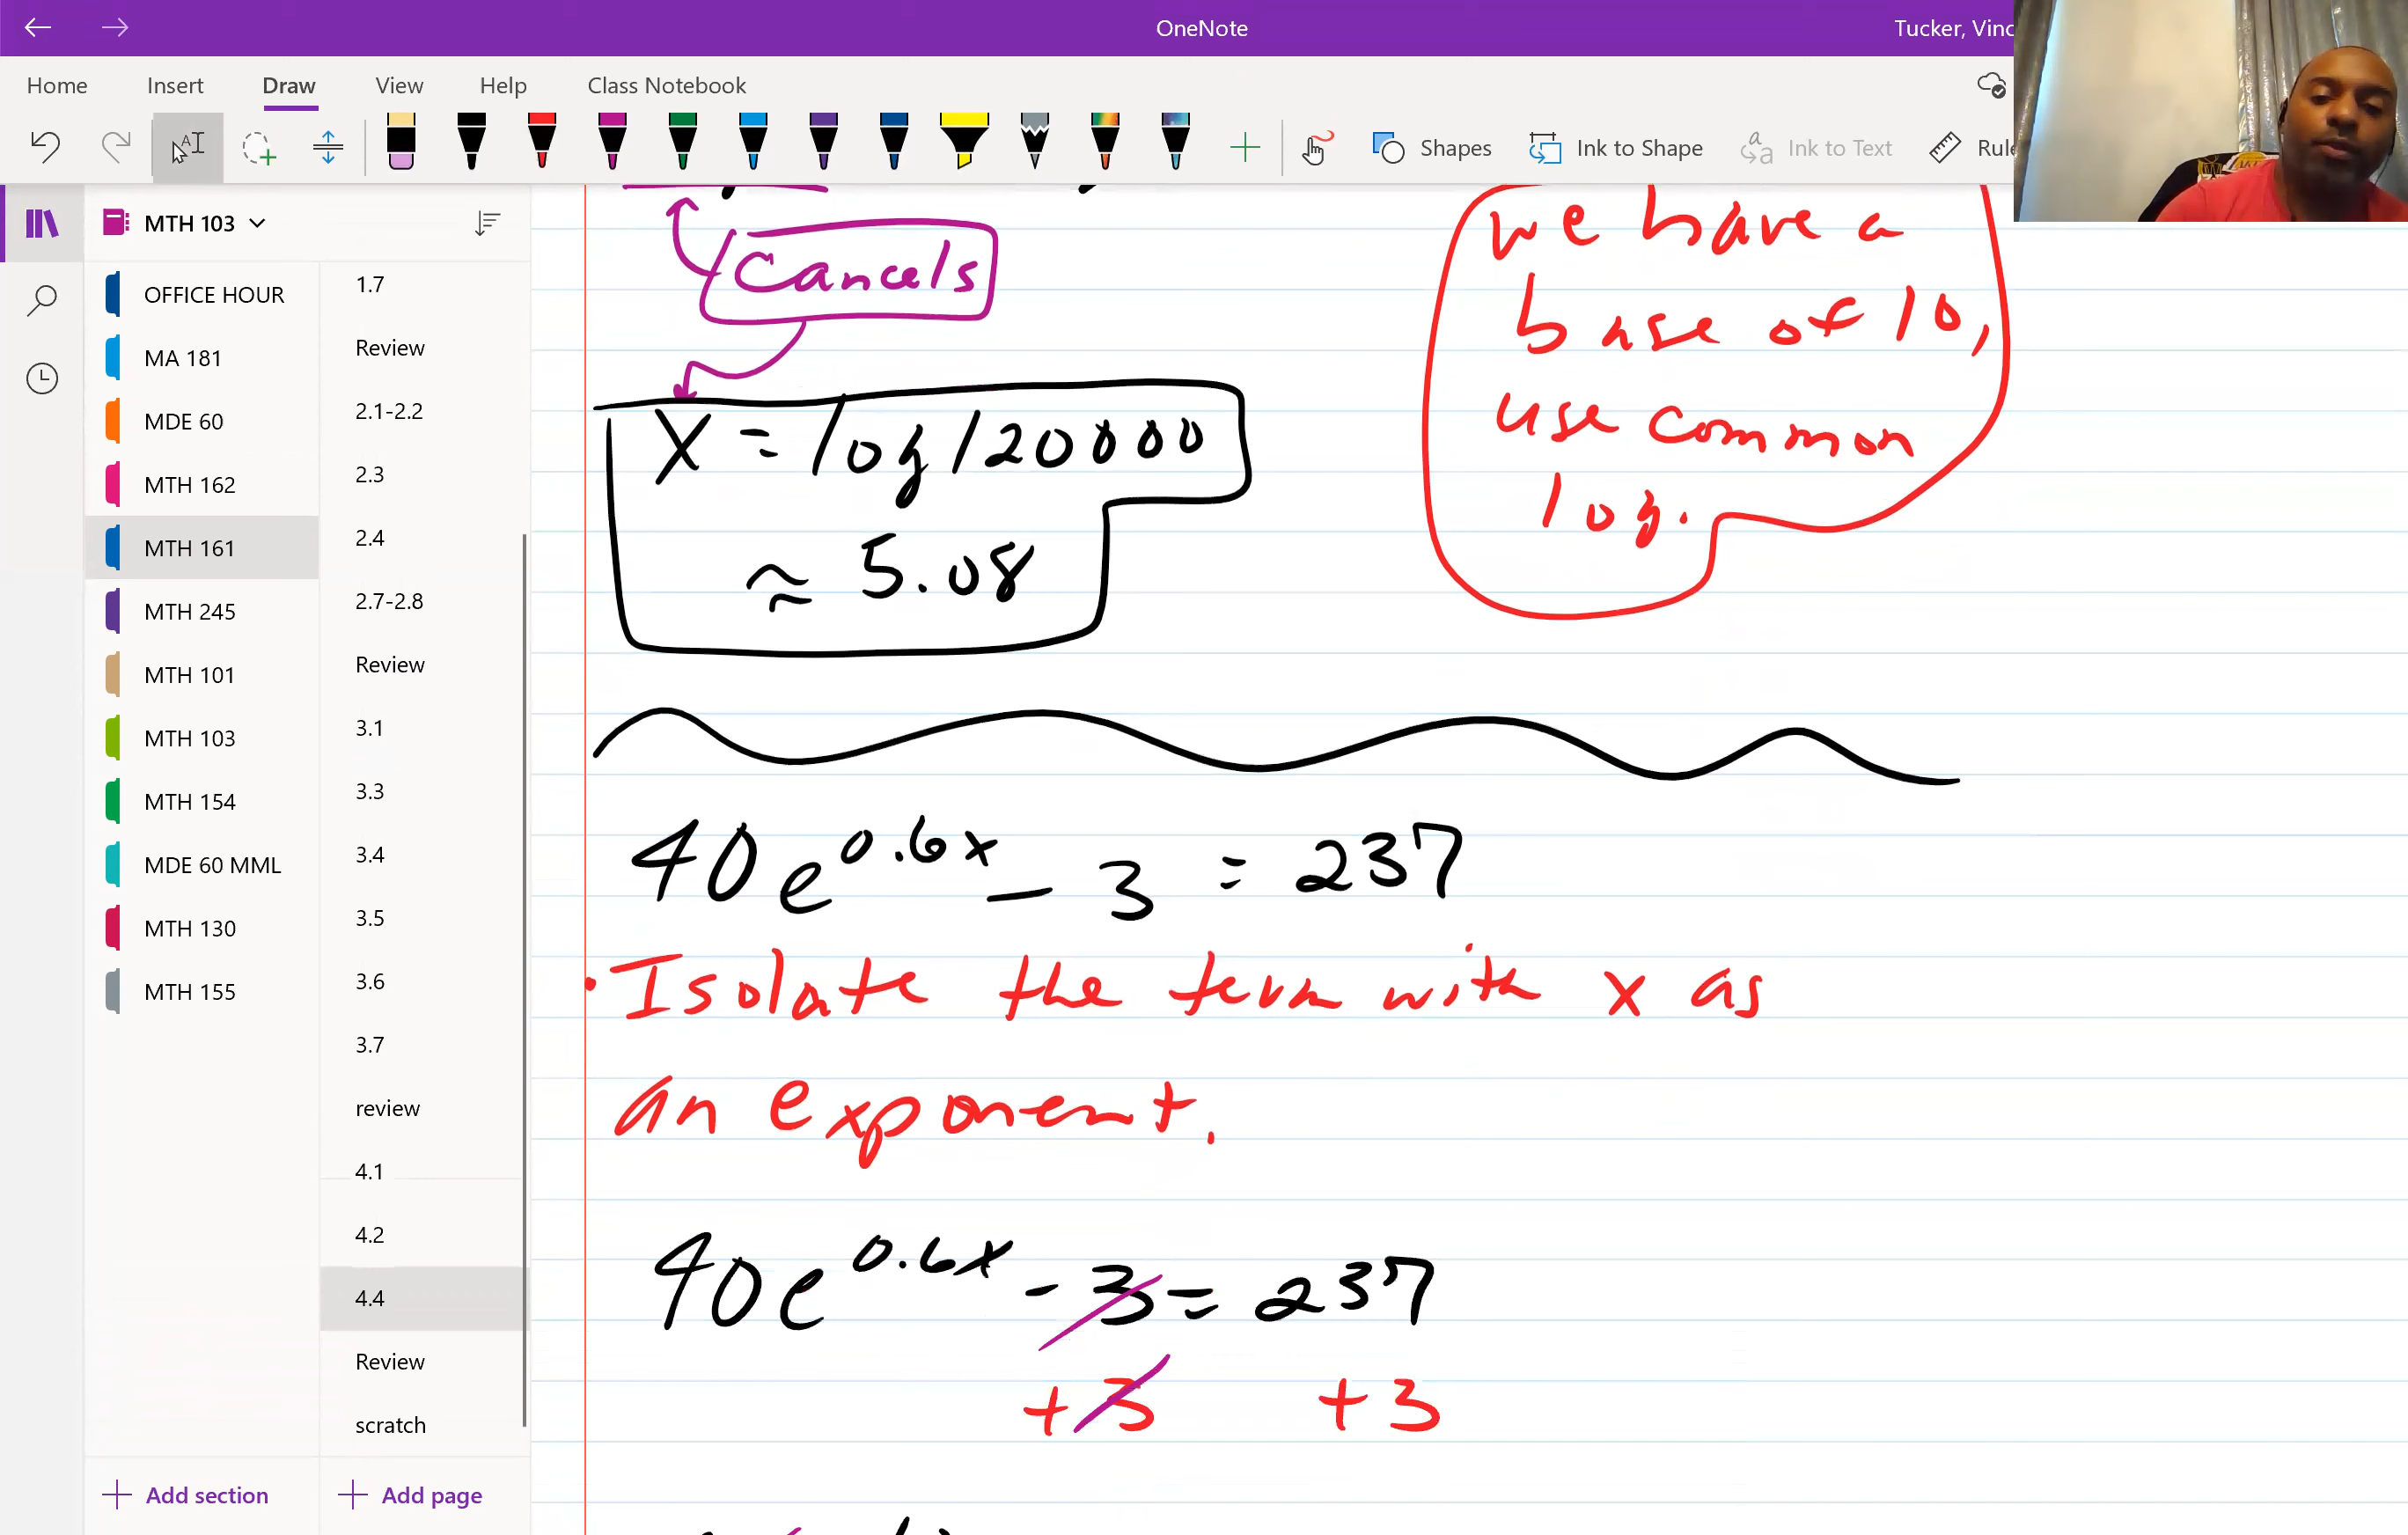 OneNote
Tucker, Vinc
Home Insert Draw View Help Class Notebook
Shapes Ink to Shape Ink to Text Rule
MTH 103
OFFICE HOUR
MA 181
MDE 60
MTH 162
MTH 161
MTH 245
MTH 101
MTH 103
MTH 154
MDE 60 MML
MTH 130
MTH 155
Add section
1.7
Review
2.1-2.2
2.3
2.4
2.7-2.8
Review
3.1
3.3
3.4
3.5
3.6
3.7
review
4.1
4.2
4.4
Review
scratch
Add page
Cancels
x = log 120000
≈ 5.08
we have a
base of 10,
use common
log.
40e^0.6x - 3 = 237
• Isolate the term with x as
an exponent.
40e^0.6x - 3 = 237
+3 +3